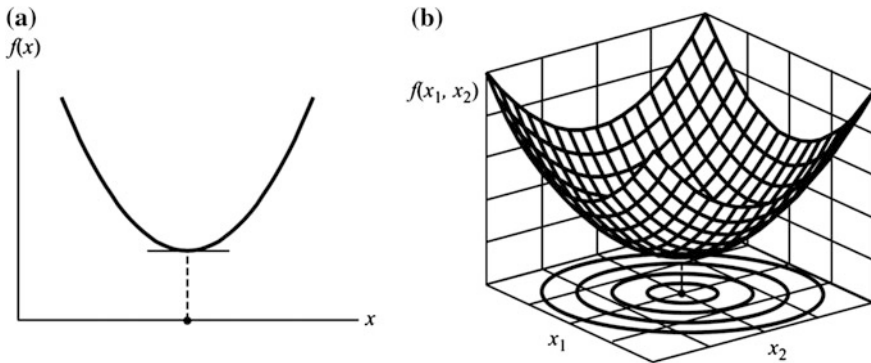 (a)
f(x)
x
(b)
f(x₁, x₂)
x₁
x₂